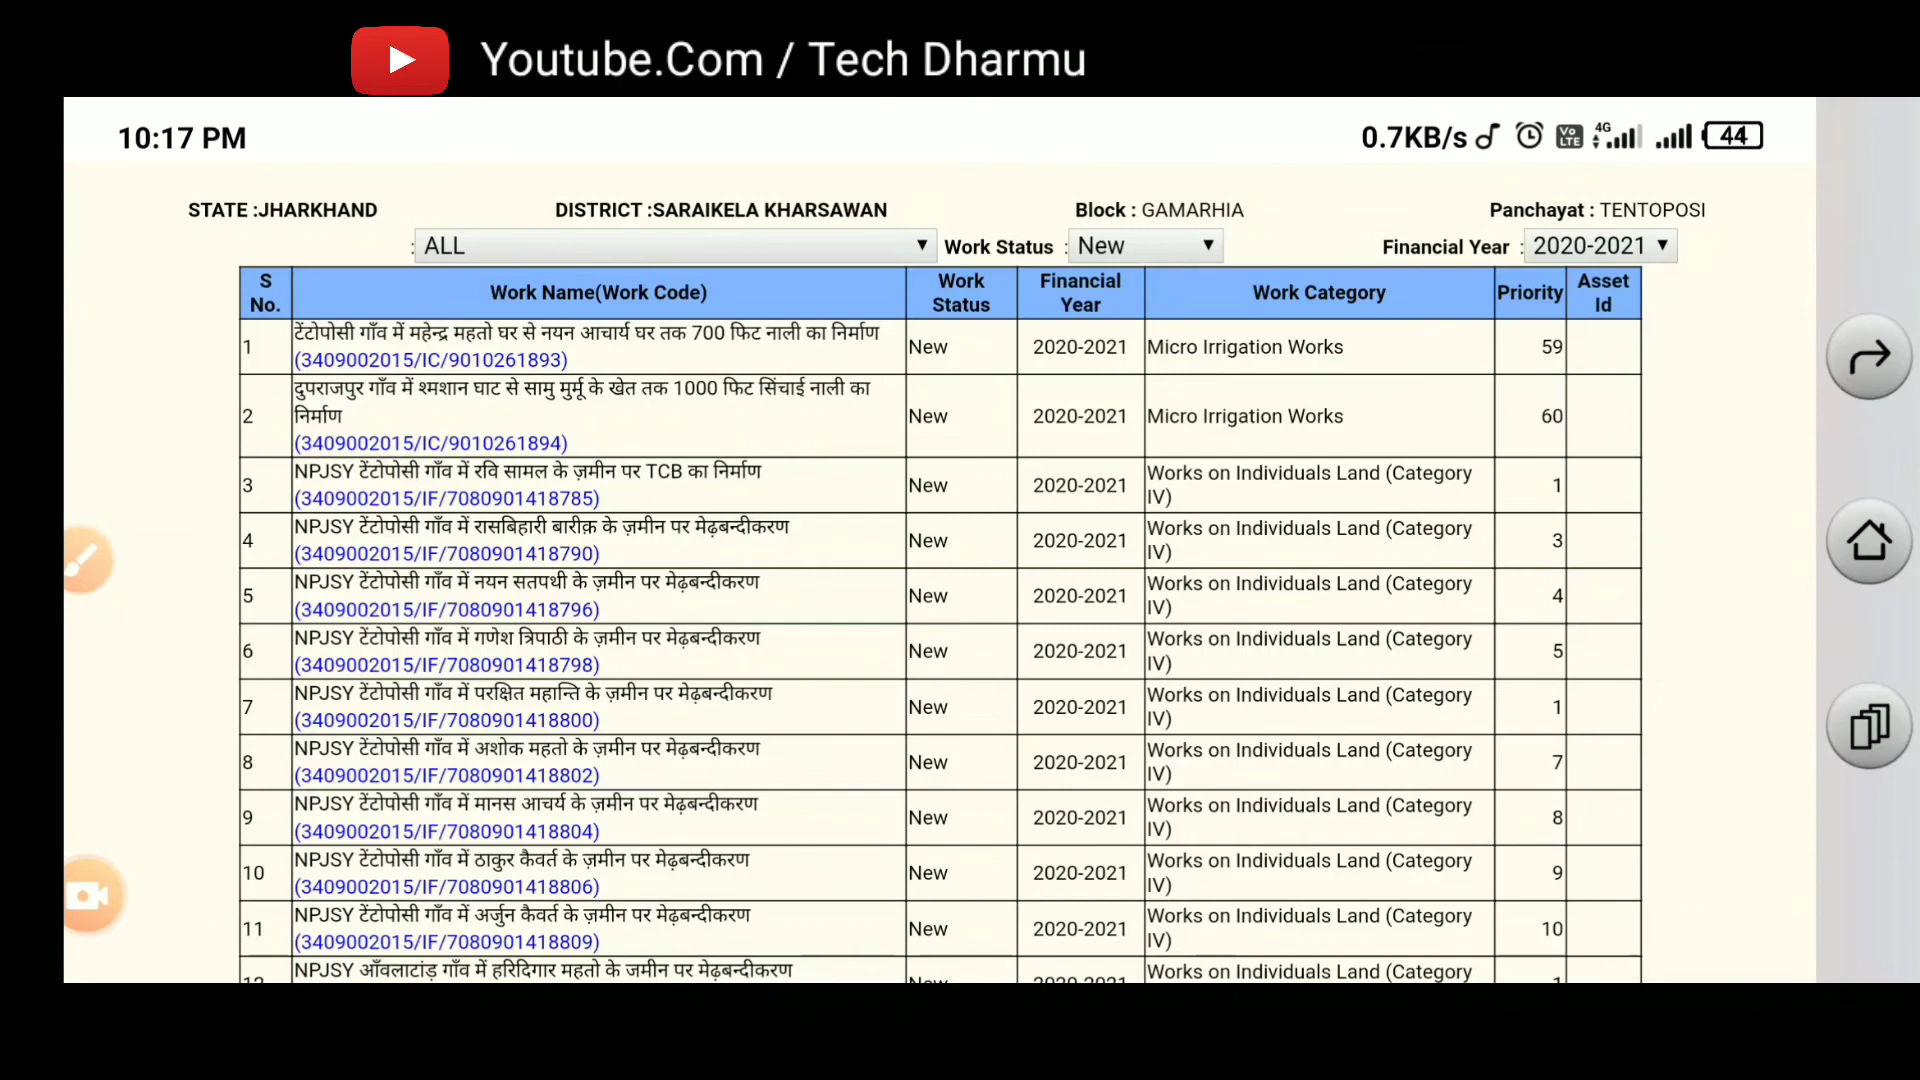 Youtube.Com / Tech Dharmu
10:17 PM
0.7KB/s 4G Vo LTE 44
STATE :JHARKHAND DISTRICT :SARAIKELA KHARSAWAN Block : GAMARHIA Panchayat : TENTOPOSI
: ALL Work Status : New Financial Year : 2020-2021
S No. Work Name(Work Code) Work Status Financial Year Work Category Priority Asset Id
1 टेंटोपोसी गाँव में महेन्द्र महतो घर से नयन आचार्य घर तक 700 फिट नाली का निर्माण
(3409002015/IC/9010261893) New 2020-2021 Micro Irrigation Works 59
2 दुपराजपुर गाँव में श्मशान घाट से सामु मुर्मू के खेत तक 1000 फिट सिंचाई नाली का
निर्माण
(3409002015/IC/9010261894) New 2020-2021 Micro Irrigation Works 60
3 NPJSY टेंटोपोसी गाँव में रवि सामल के ज़मीन पर TCB का निर्माण
(3409002015/IF/7080901418785) New 2020-2021 Works on Individuals Land (Category IV) 1
4 NPJSY टेंटोपोसी गाँव में रासबिहारी बारीक़ के ज़मीन पर मेढ़बन्दीकरण
(3409002015/IF/7080901418790) New 2020-2021 Works on Individuals Land (Category IV) 3
5 NPJSY टेंटोपोसी गाँव में नयन सतपथी के ज़मीन पर मेढ़बन्दीकरण
(3409002015/IF/7080901418796) New 2020-2021 Works on Individuals Land (Category IV) 4
6 NPJSY टेंटोपोसी गाँव में गणेश त्रिपाठी के ज़मीन पर मेढ़बन्दीकरण
(3409002015/IF/7080901418798) New 2020-2021 Works on Individuals Land (Category IV) 5
7 NPJSY टेंटोपोसी गाँव में परक्षित महान्ति के ज़मीन पर मेढ़बन्दीकरण
(3409002015/IF/7080901418800) New 2020-2021 Works on Individuals Land (Category IV) 1
8 NPJSY टेंटोपोसी गाँव में अशोक महतो के ज़मीन पर मेढ़बन्दीकरण
(3409002015/IF/7080901418802) New 2020-2021 Works on Individuals Land (Category IV) 7
9 NPJSY टेंटोपोसी गाँव में मानस आचर्य के ज़मीन पर मेढ़बन्दीकरण
(3409002015/IF/7080901418804) New 2020-2021 Works on Individuals Land (Category IV) 8
10 NPJSY टेंटोपोसी गाँव में ठाकुर कैवर्त के ज़मीन पर मेढ़बन्दीकरण
(3409002015/IF/7080901418806) New 2020-2021 Works on Individuals Land (Category IV) 9
11 NPJSY टेंटोपोसी गाँव में अर्जुन कैवर्त के ज़मीन पर मेढ़बन्दीकरण
(3409002015/IF/7080901418809) New 2020-2021 Works on Individuals Land (Category IV) 10
NPJSY आँवलाटांड़ गाँव में हरिदिगार महतो के जमीन पर मेढ़बन्दीकरण Works on Individuals Land (Category